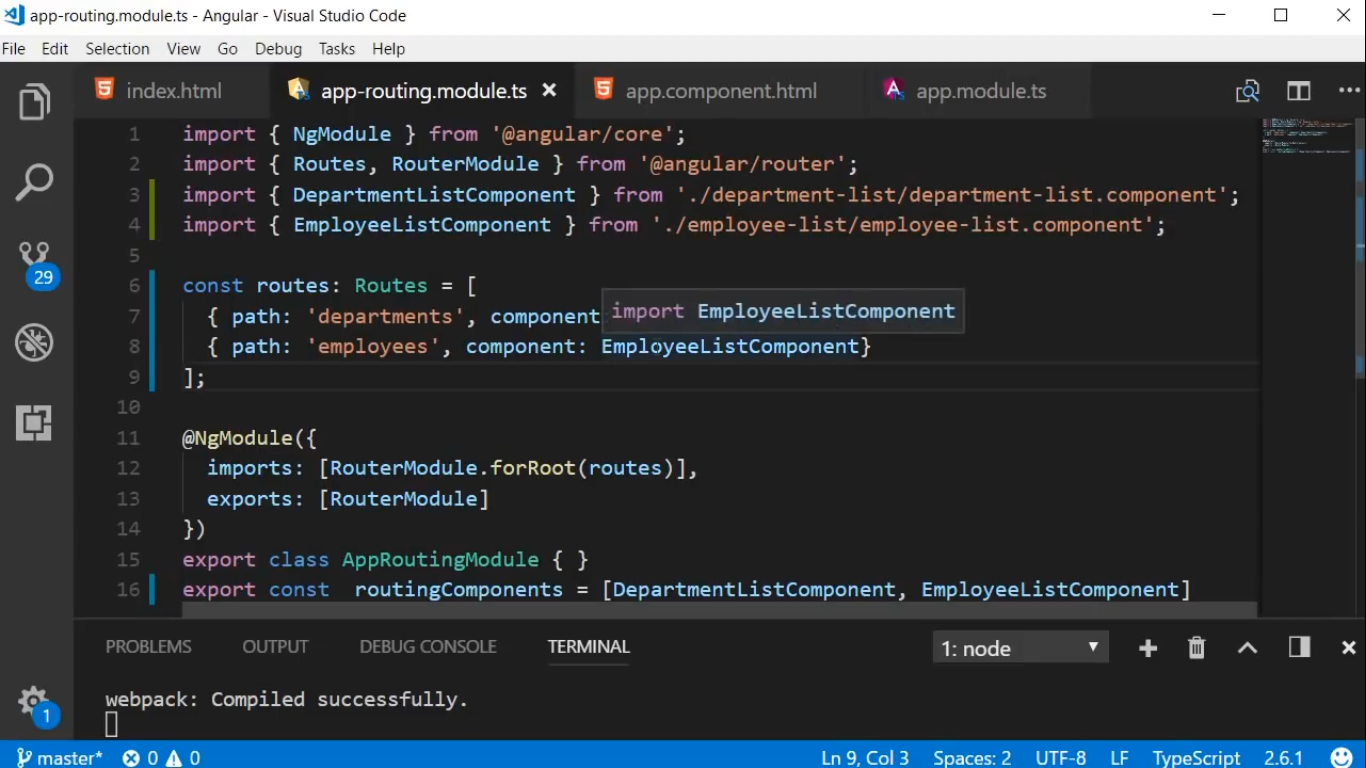 app-routing.module.ts - Angular - Visual Studio Code
File Edit Selection View Go Debug Tasks Help
index.html app-routing.module.ts app.component.html app.module.ts
1 import { NgModule } from '@angular/core';
2 import { Routes, RouterModule } from '@angular/router';
3 import { DepartmentListComponent } from './department-list/department-list.component';
4 import { EmployeeListComponent } from './employee-list/employee-list.component';
5
6 const routes: Routes = [
7 { path: 'departments', component:
import EmployeeListComponent
8 { path: 'employees', component: EmployeeListComponent}
9 ];
10
11 @NgModule({
12 imports: [RouterModule.forRoot(routes)],
13 exports: [RouterModule]
14 })
15 export class AppRoutingModule { }
16 export const routingComponents = [DepartmentListComponent, EmployeeListComponent]
29
PROBLEMS OUTPUT DEBUG CONSOLE TERMINAL 1: node
webpack: Compiled successfully.
1
master* 0 0 Ln 9, Col 3 Spaces: 2 UTF-8 LF TypeScript 2.6.1